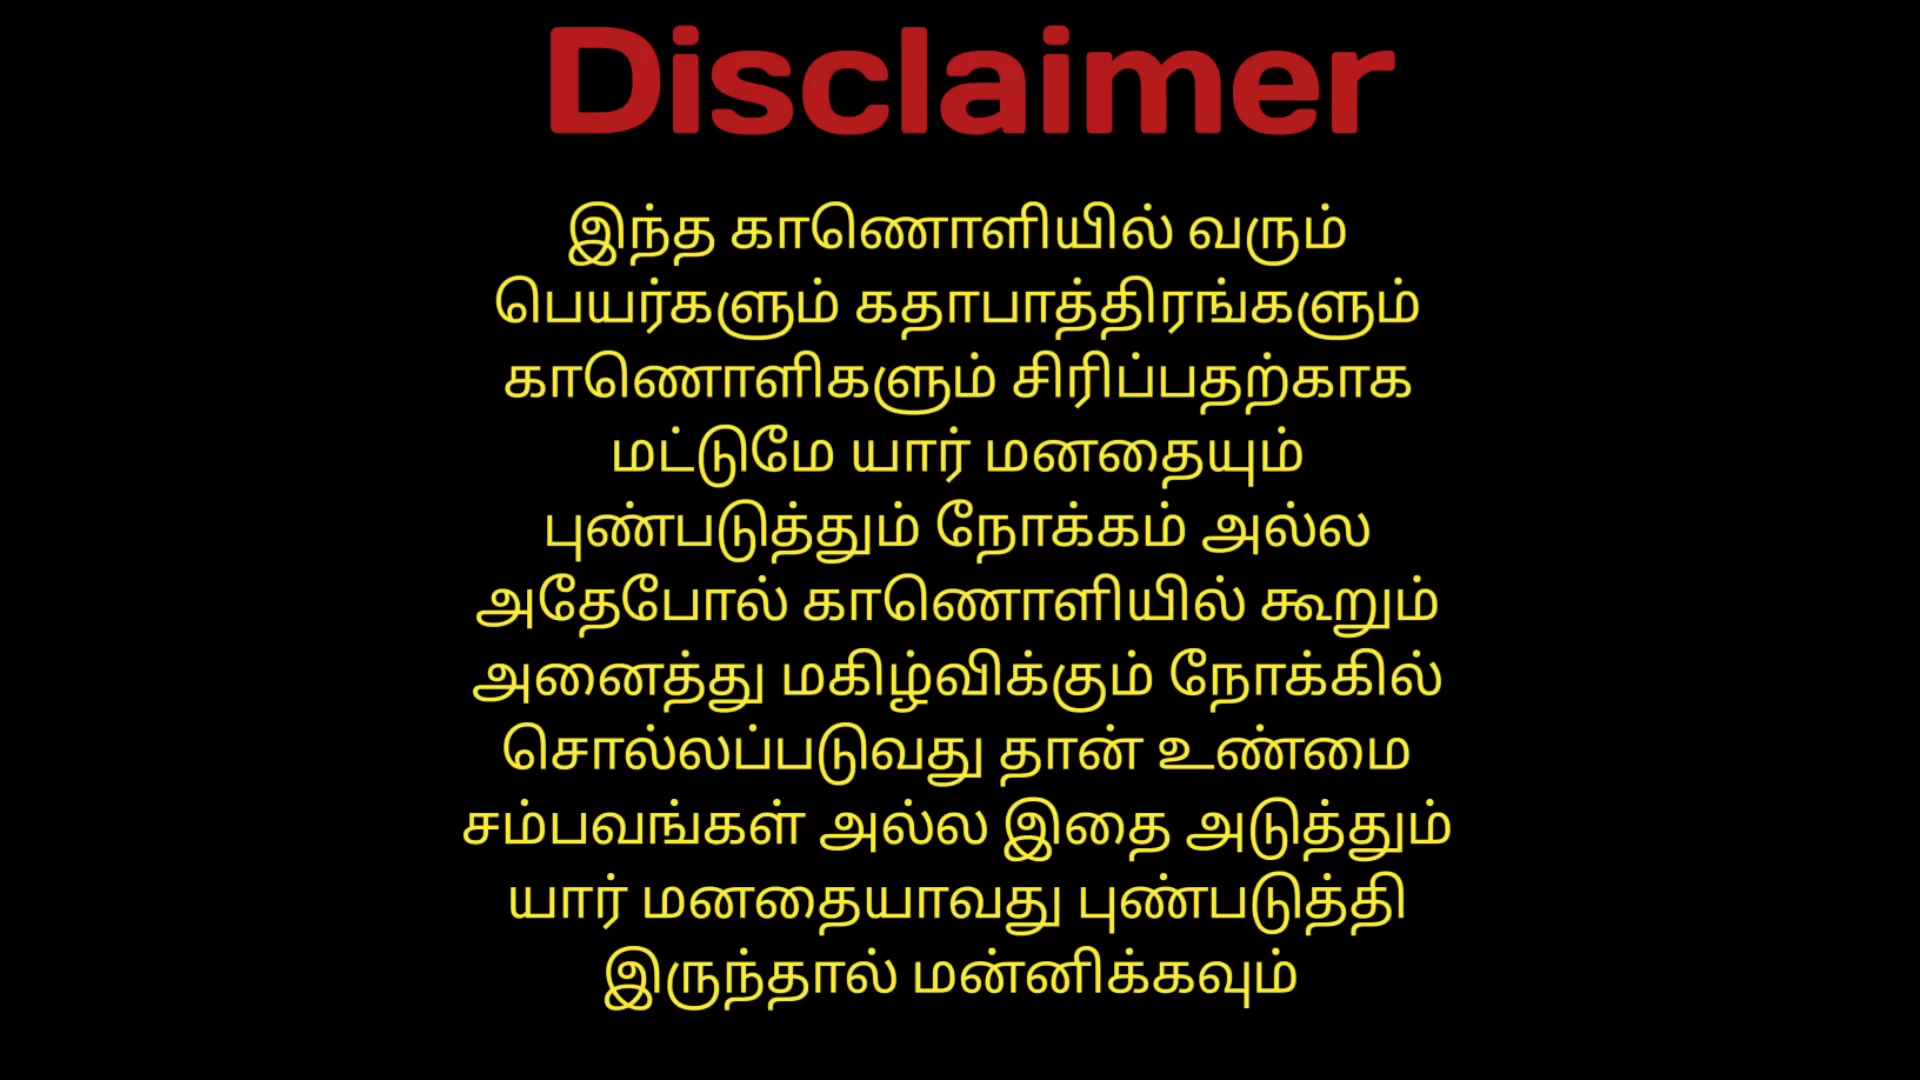 Disclaimer
இந்த காணொளியில் வரும்
பெயர்களும் கதாபாத்திரங்களும்
காணொளிகளும் சிரிப்பதற்காக
மட்டுமே யார் மனதையும்
புண்படுத்தும் நோக்கம் அல்ல
அதேபோல் காணொளியில் கூறும்
அனைத்து மகிழ்விக்கும் நோக்கில்
சொல்லப்படுவது தான் உண்மை
சம்பவங்கள் அல்ல இதை அடுத்தும்
யார் மனதையாவது புண்படுத்தி
இருந்தால் மன்னிக்கவும்